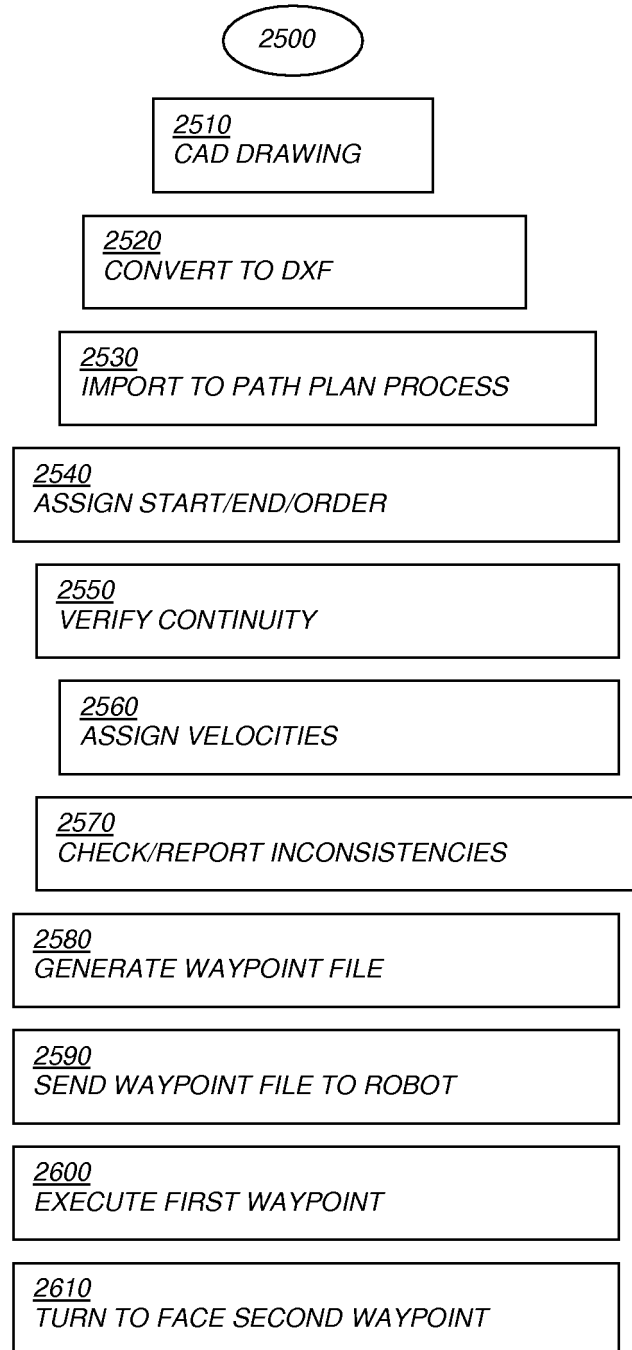 2500
2510
CAD DRAWING
2520
CONVERT TO DXF
2530
IMPORT TO PATH PLAN PROCESS
2540
ASSIGN START/END/ORDER
2550
VERIFY CONTINUITY
2560
ASSIGN VELOCITIES
2570
CHECK/REPORT INCONSISTENCIES
2580
GENERATE WAYPOINT FILE
2590
SEND WAYPOINT FILE TO ROBOT
2600
EXECUTE FIRST WAYPOINT
2610
TURN TO FACE SECOND WAYPOINT